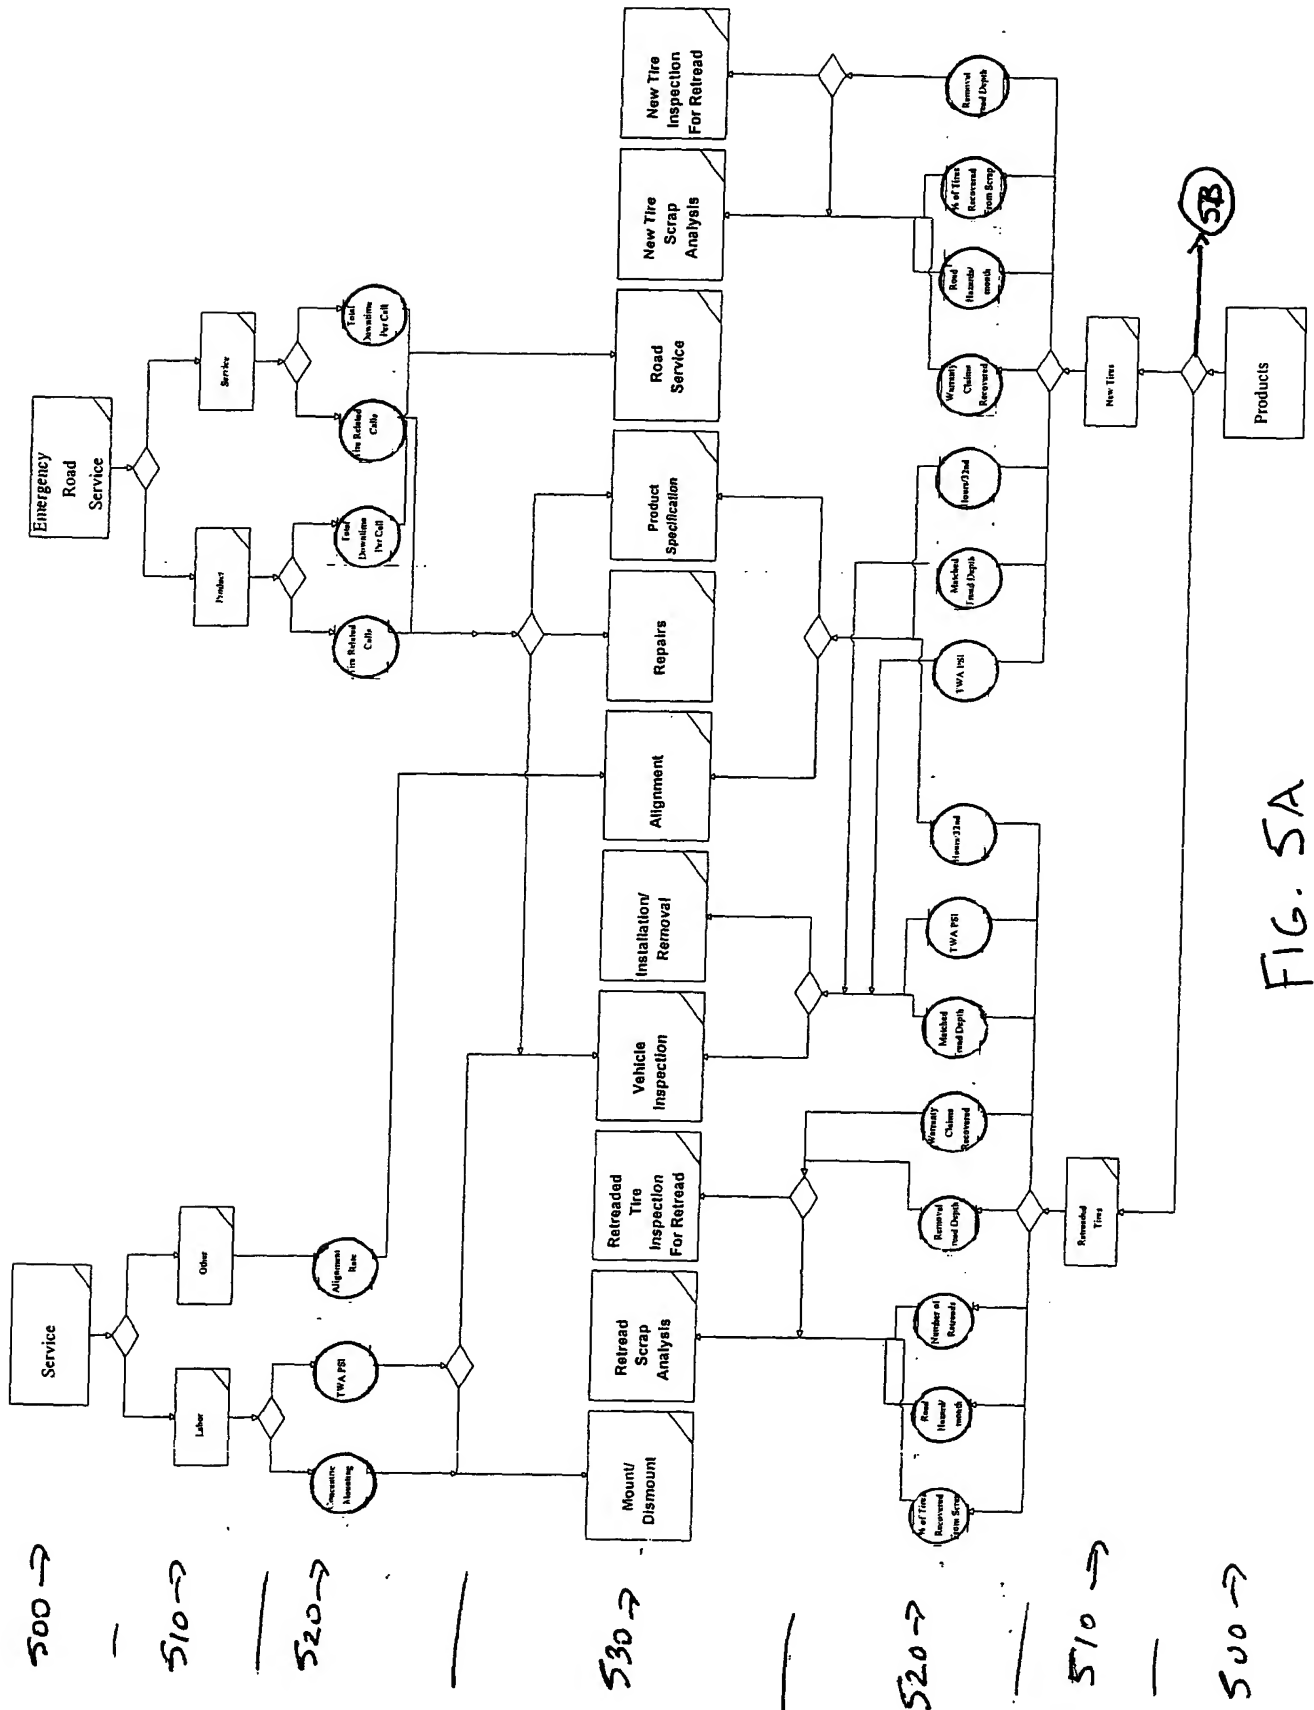 500 →
510 →
520 →
530 →
520 →
510 →
500 →
Service
Emergency
Road
Service
Labor
Other
Product
Service
Concentric
Mounting
TWA PSI
Alignment
Rate
Tire Related
Calls
Total
Downtime
Per Call
Tire Related
Calls
Total
Downtime
Per Call
Mount/
Dismount
Retread
Scrap
Analysis
Retreaded
Tire
Inspection
For Retread
Vehicle
Inspection
Installation/
Removal
Alignment
Repairs
Product
Specification
Road
Service
New Tire
Scrap
Analysis
New Tire
Inspection
For Retread
% of Tires
Recovered
From Scrap
Road
Hazard/
month
Number of
Retreads
Removal
Tread Depth
Warranty
Claims
Recovered
Matched
Tread Depth
TWA PSI
Hours/32nd
TWA PSI
Matched
Tread Depth
Hours/32nd
Warranty
Claims
Recovered
Road
Hazards/
month
% of Tires
Recovered
From Scrap
Removal
Tread Depth
Retreaded
Tires
New Tires
Products
5B
FIG. 5A